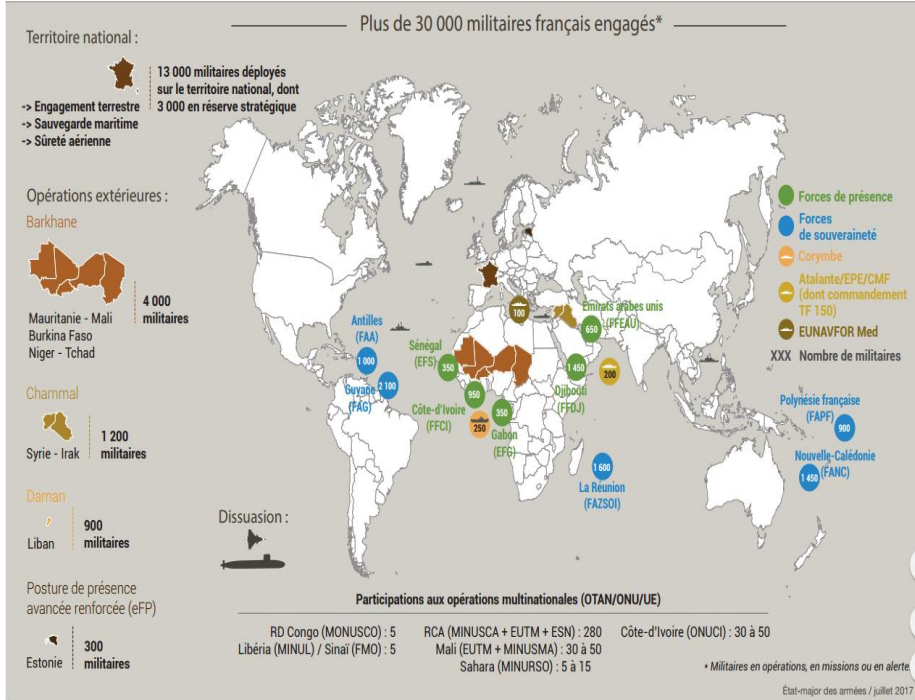 Plus de 30 000 militaires français engagés*
Territoire national :
13 000 militaires déployés
sur le territoire national, dont
3 000 en réserve stratégique
-> Engagement terrestre
-> Sauvegarde maritime
-> Sûreté aérienne
Opérations extérieures :
Barkhane
4 000
militaires
Mauritanie - Mali
Burkina Faso
Niger - Tchad
Chammal
1 200
militaires
Syrie - Irak
Daman
900
militaires
Liban
Posture de présence
avancée renforcée (eFP)
300
militaires
Estonie
Forces de présence
Forces
de souveraineté
Corymbe
Atalante/EPE/CMF
(dont commandement
TF 150)
EUNAVFOR Med
XXX Nombre de militaires
100
Émirats arabes unis
(FFEAU)
650
Antilles
(FAA)
1 000
Guyane
(FAG)
2 100
Sénégal
(EFS)
350
Côte-d'Ivoire
(FFCI)
950
250
350
Gabon
(EFG)
1 450
Djibouti
(FFDJ)
200
1 600
La Réunion
(FAZSOI)
Polynésie française
(FAPF)
900
Nouvelle-Calédonie
(FANC)
1 450
Dissuasion :
Participations aux opérations multinationales (OTAN/ONU/UE)
RD Congo (MONUSCO) : 5
Libéria (MINUL) / Sinaï (FMO) : 5
RCA (MINUSCA + EUTM + ESN) : 280
Mali (EUTM + MINUSMA) : 30 à 50
Sahara (MINURSO) : 5 à 15
Côte-d'Ivoire (ONUCI) : 30 à 50
* Militaires en opérations, en missions ou en alerte.
État-major des armées / juillet 2017